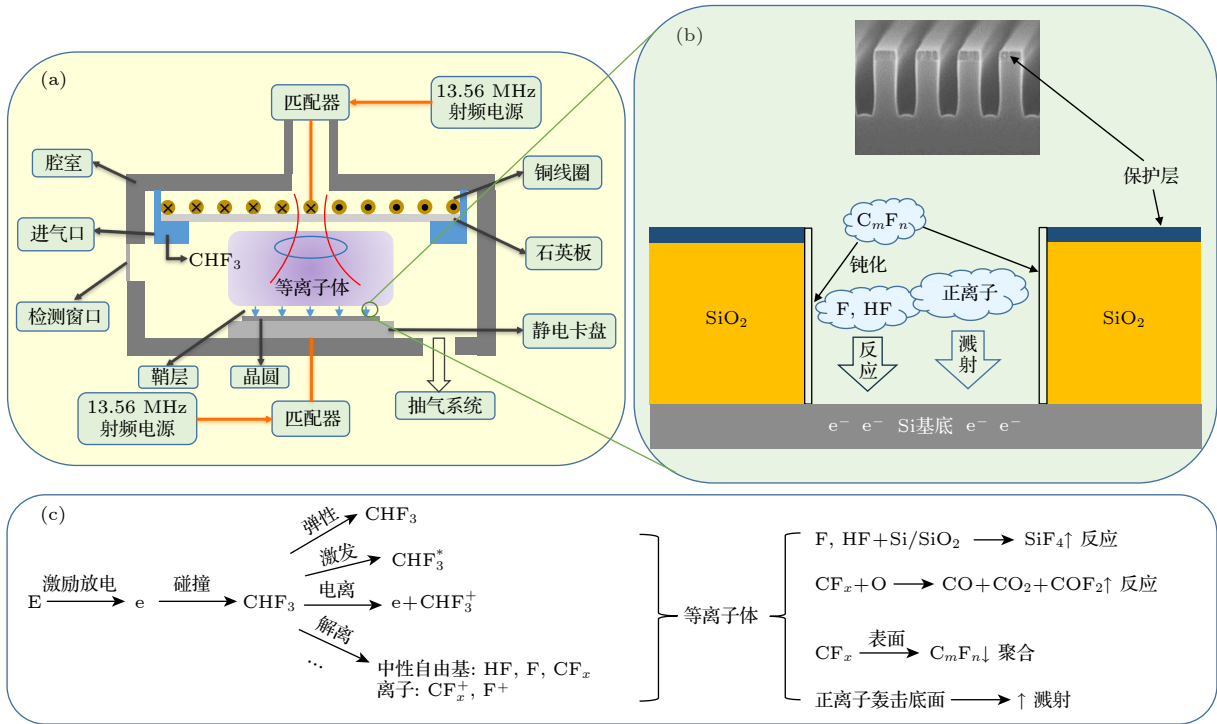 (a)
匹配器
13.56 MHz
射频电源
腔室
铜线圈
进气口
CHF₃
石英板
等离子体
检测窗口
静电卡盘
鞘层
晶圆
抽气系统
13.56 MHz
射频电源
匹配器
(b)
保护层
CₘFₙ
钝化
F, HF
正离子
SiO₂
SiO₂
反应
溅射
e⁻ e⁻ Si基底 e⁻ e⁻
(c)
E 激励放电 e 碰撞 CHF₃
弹性 CHF₃
激发 CHF₃*
电离 e+CHF₃⁺
解离
...
中性自由基: HF, F, CFₓ
离子: CFₓ⁺, F⁺
等离子体
F, HF+Si/SiO₂ → SiF₄↑ 反应
CFₓ+O → CO+CO₂+COF₂↑ 反应
CFₓ 表面 → CₘFₙ↓ 聚合
正离子轰击底面 → ↑ 溅射